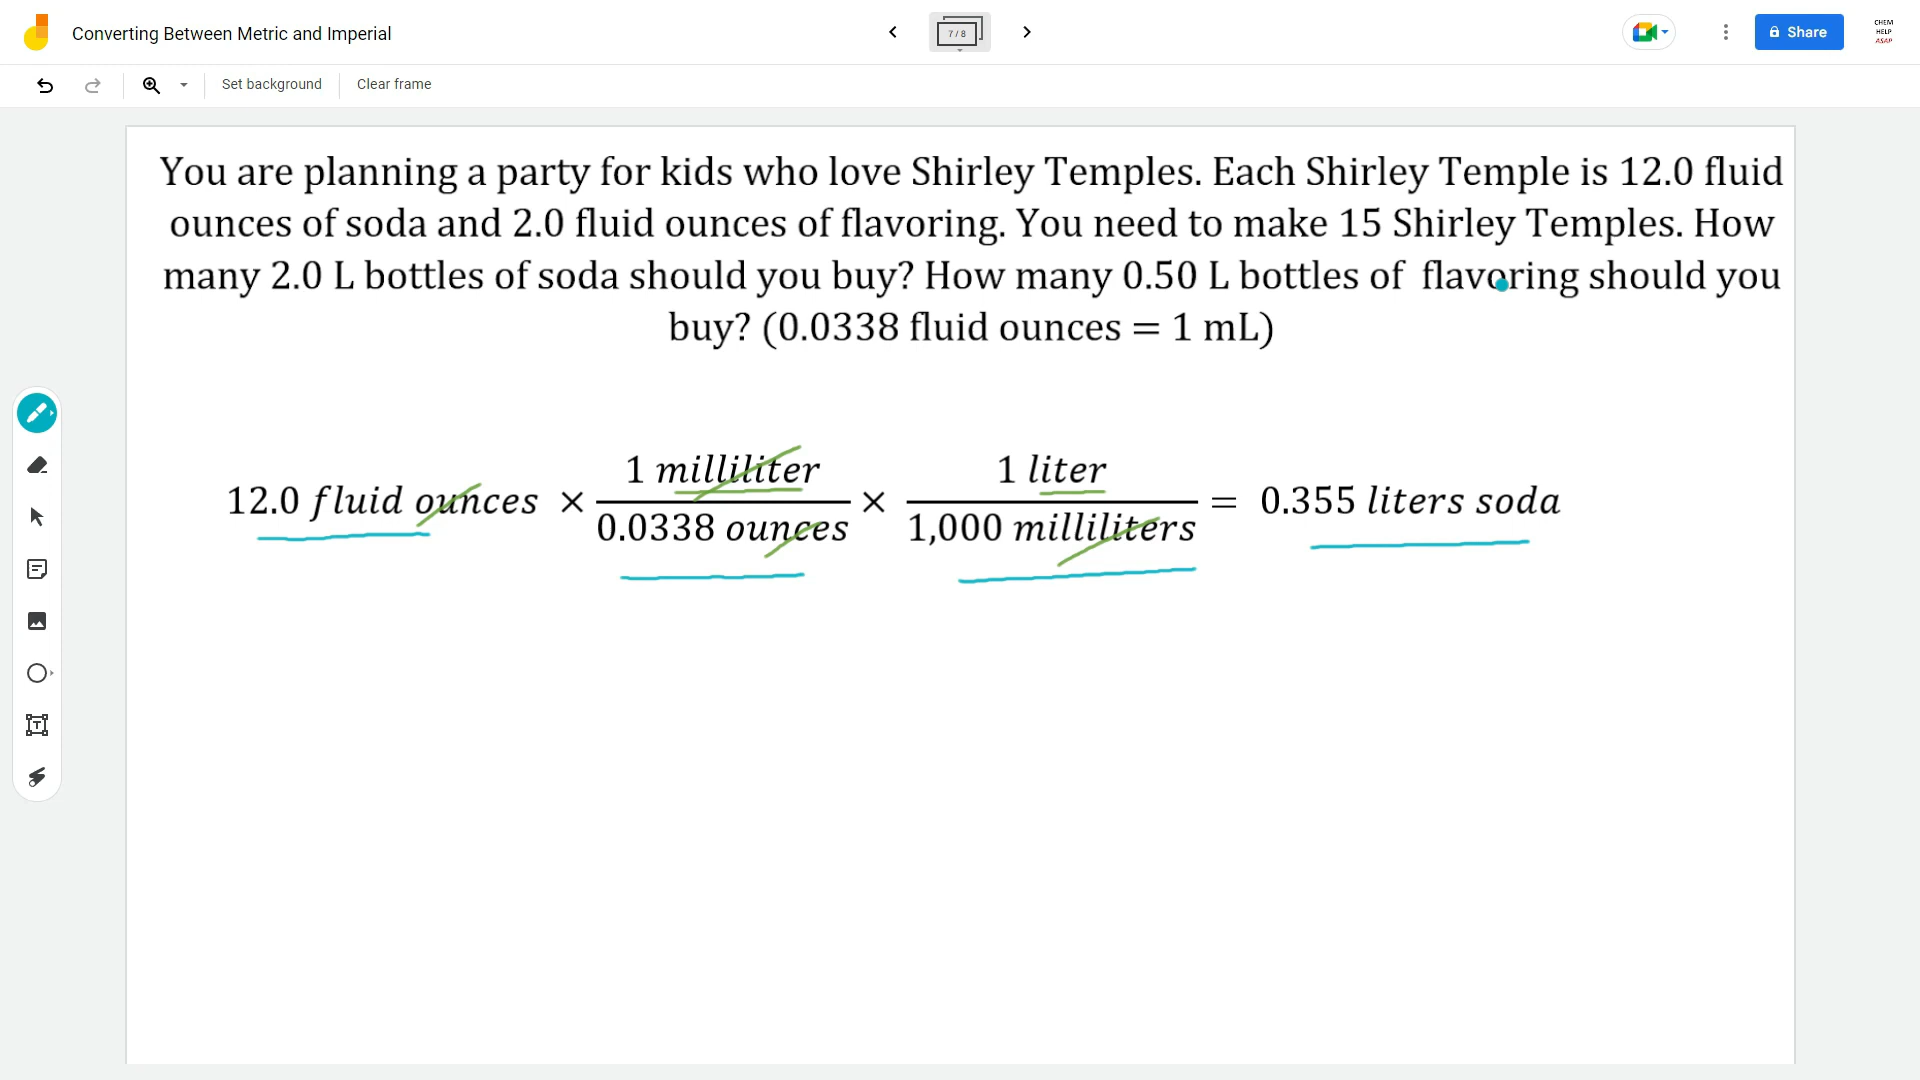 Converting Between Metric and Imperial
7 / 8
Share
CHEM
HELP
ASAP
Set background
Clear frame
You are planning a party for kids who love Shirley Temples. Each Shirley Temple is 12.0 fluid
ounces of soda and 2.0 fluid ounces of flavoring. You need to make 15 Shirley Temples. How
many 2.0 L bottles of soda should you buy? How many 0.50 L bottles of flavoring should you
buy? (0.0338 fluid ounces = 1 mL)
12.0 fluid ounces × 1 milliliter / 0.0338 ounces × 1 liter / 1,000 milliliters = 0.355 liters soda